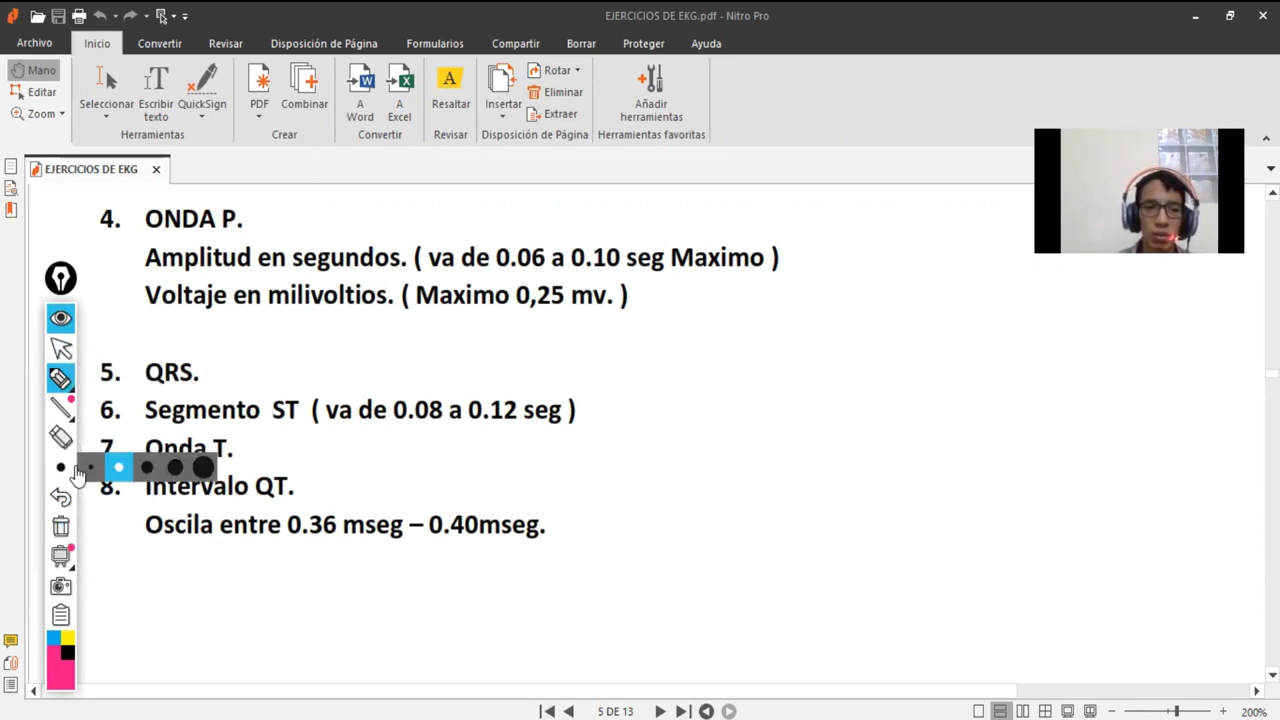 EJERCICIOS DE EKG.pdf - Nitro Pro
Archivo Inicio Convertir Revisar Disposición de Página Formularios Compartir Borrar Proteger Ayuda
Mano
Editar
Zoom
Seleccionar
Escribir texto
QuickSign
Herramientas
PDF
Combinar
Crear
A Word
A Excel
Convertir
Resaltar
Revisar
Insertar
Rotar
Eliminar
Extraer
Disposición de Página
Añadir herramientas
Herramientas favoritas
EJERCICIOS DE EKG
4. ONDA P.
Amplitud en segundos. ( va de 0.06 a 0.10 seg Maximo )
Voltaje en milivoltios. ( Maximo 0,25 mv. )
5. QRS.
6. Segmento ST ( va de 0.08 a 0.12 seg )
7. Onda T.
8. Intervalo QT.
Oscila entre 0.36 mseg – 0.40mseg.
5 DE 13
200%